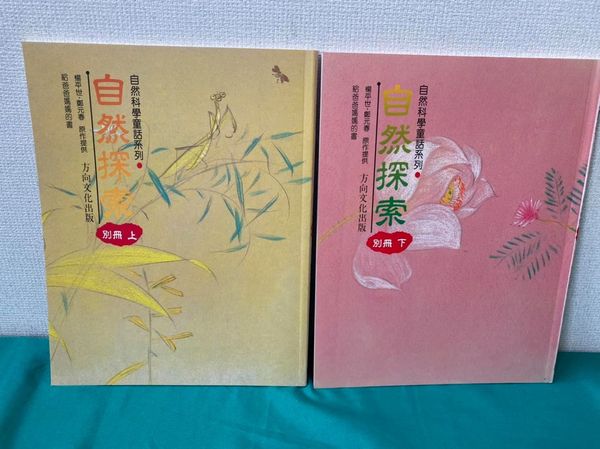 自然科學童話系列
自然探索
楊平世・鄭元春 原作提供
給爸爸媽媽的書
方向文化出版
別冊 上
自然科學童話系列
自然探索
楊平世・鄭元春 原作提供
給爸爸媽媽的書
方向文化出版
別冊 下